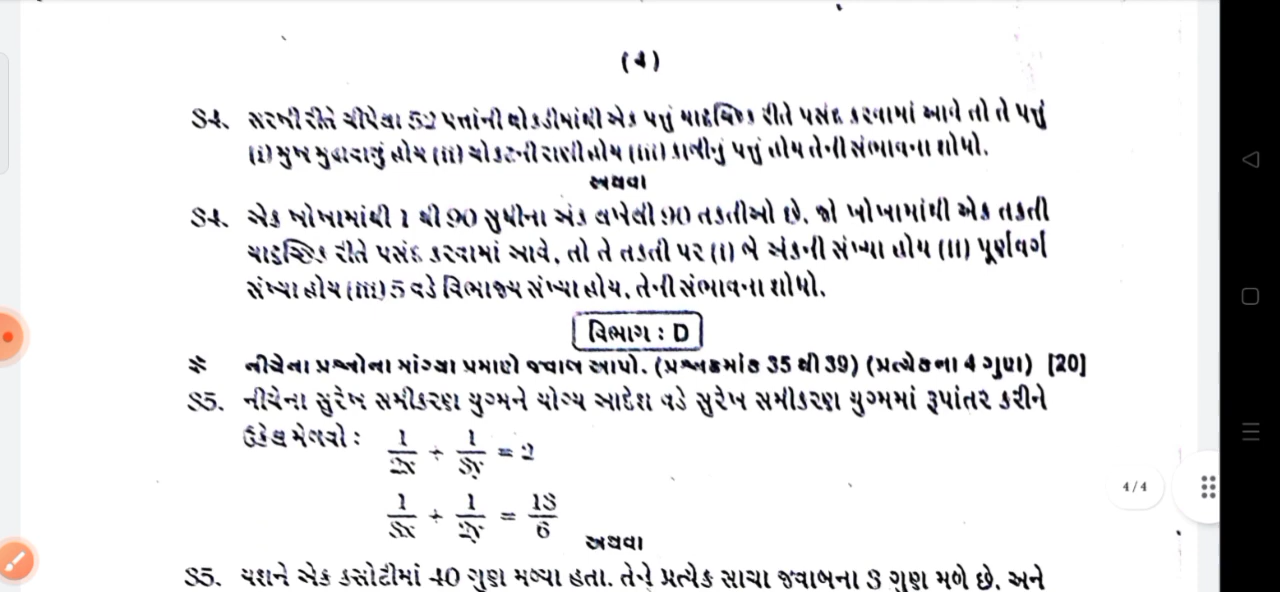 (4)
34. સરખી રીતે ચીપેલા 52 પત્તાંની થોકડીમાંથી એક પત્તું યાદચ્છિક રીતે પસંદ કરવામાં આવે તો તે પત્તું
(i) મુખ મુદ્રાવાળું હોય (ii) ચોકટની રાણી હોય (iii) કાળીનું પત્તું હોય તેની સંભાવના શોધો.
અથવા
34. એક ખોખામાંથી 1 થી 90 સુધીના અંક લખેલી 90 તકતીઓ છે. જો ખોખામાંથી એક તકતી
યાદચ્છિક રીતે પસંદ કરવામાં આવે, તો તે તકતી પર (i) બે અંકની સંખ્યા હોય (ii) પૂર્ણવર્ગ
સંખ્યા હોય (iii) 5 વડે વિભાજ્ય સંખ્યા હોય, તેની સંભાવના શોધો.
વિભાગ : D
* નીચેના પ્રશ્નોના માંગ્યા પ્રમાણે જવાબ આપો. (પ્રશ્નક્રમાંક 35 થી 39) (પ્રત્યેકના 4 ગુણ) [20]
35. નીચેના સુરેખ સમીકરણ યુગ્મને યોગ્ય આદેશ વડે સુરેખ સમીકરણ યુગ્મમાં રૂપાંતર કરીને
ઉકેલ મેળવો : 1/2x + 1/3y = 2
1/3x + 1/2y = 13/6
અથવા
35. યશને એક કસોટીમાં 40 ગુણ મળ્યા હતા. તેને પ્રત્યેક સાચા જવાબના 3 ગુણ મળે છે. અને
4/4